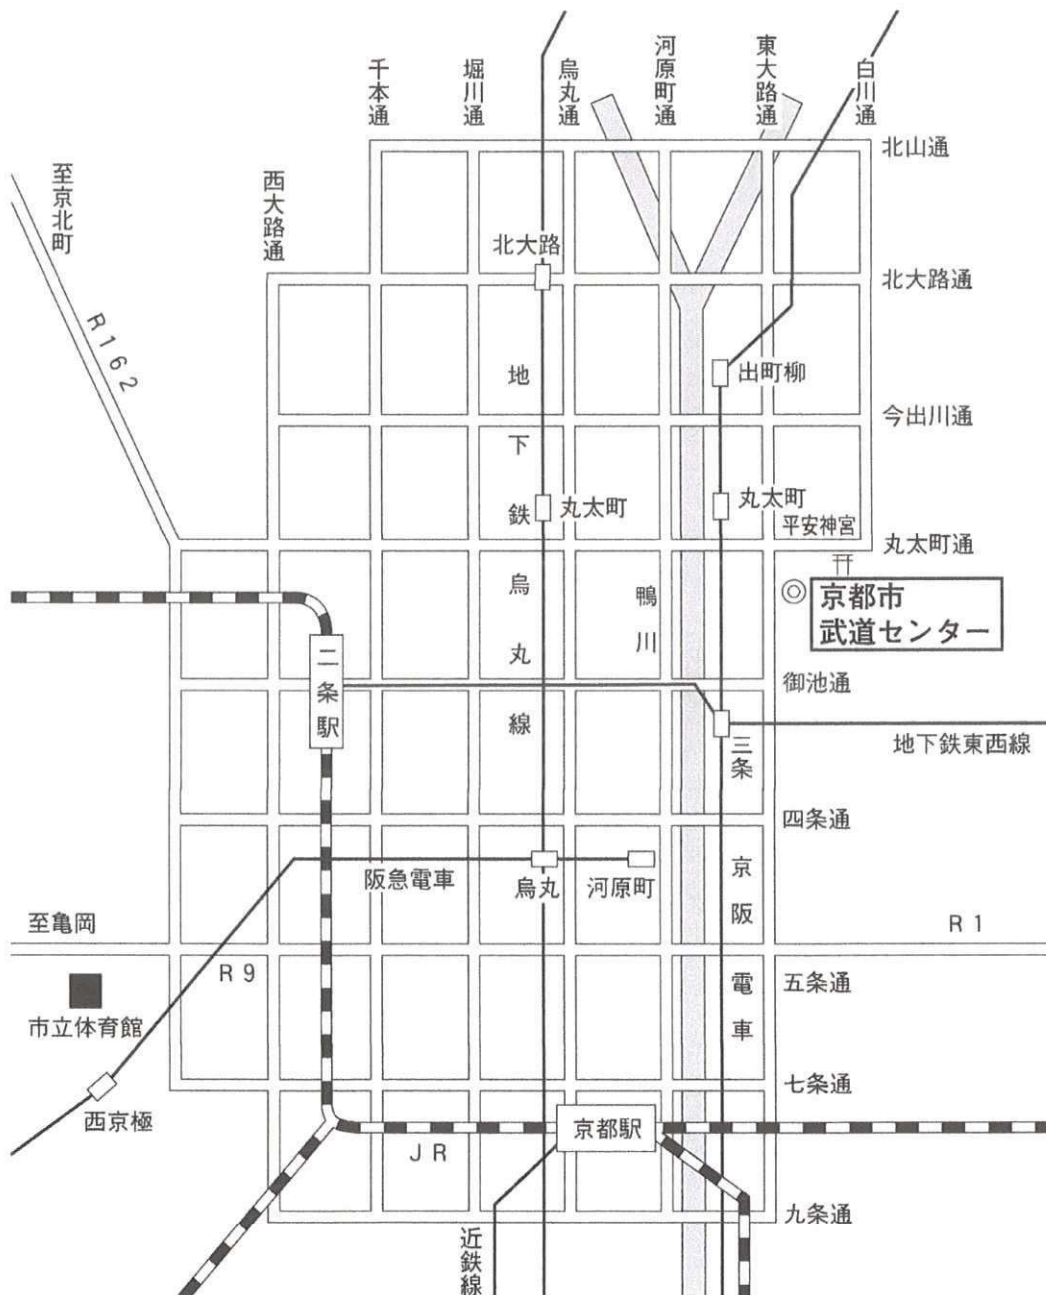 千本通
堀川通
烏丸通
河原町通
東大路通
白川通
北山通
至京北町
西大路通
北大路
北大路通
R162
出町柳
今出川通
丸太町
丸太町
平安神宮
丸太町通
地下鉄烏丸線
鴨川
京都市
武道センター
二条駅
御池通
三条
地下鉄東西線
四条通
阪急電車
烏丸
河原町
京阪電車
至亀岡
R1
R9
五条通
市立体育館
七条通
西京極
京都駅
JR
九条通
近鉄線